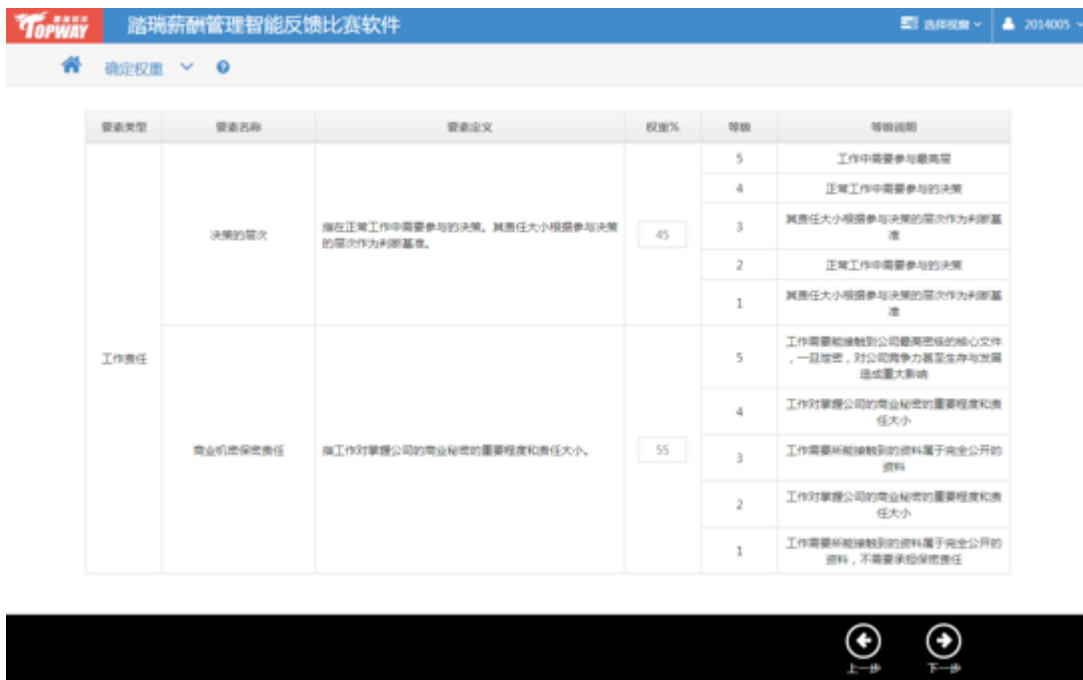 TOPWAY
踏瑞薪酬管理智能反馈比赛软件
选择视窗
2014005
确定权重
要素类型 要素名称 要素定义 权重% 等级 等级说明
工作责任
决策的层次
指在正常工作中需要参与的决策。其责任大小根据参与决策
的层次作为判断基准。
45
5 工作中需要参与最高层
4 正常工作中需要参与的决策
3 其责任大小根据参与决策的层次作为判断基
准
2 正常工作中需要参与的决策
1 其责任大小根据参与决策的层次作为判断基
准
商业机密保密责任
指工作对掌握公司的商业秘密的重要程度和责任大小。
55
5 工作需要能接触到公司最高密级的核心文件
，一旦泄密，对公司竞争力甚至生存与发展
造成重大影响
4 工作对掌握公司的商业秘密的重要程度和责
任大小
3 工作需要所能接触到的资料属于完全公开的
资料
2 工作对掌握公司的商业秘密的重要程度和责
任大小
1 工作需要所能接触到的资料属于完全公开的
资料，不需要承担保密责任
上一步 下一步